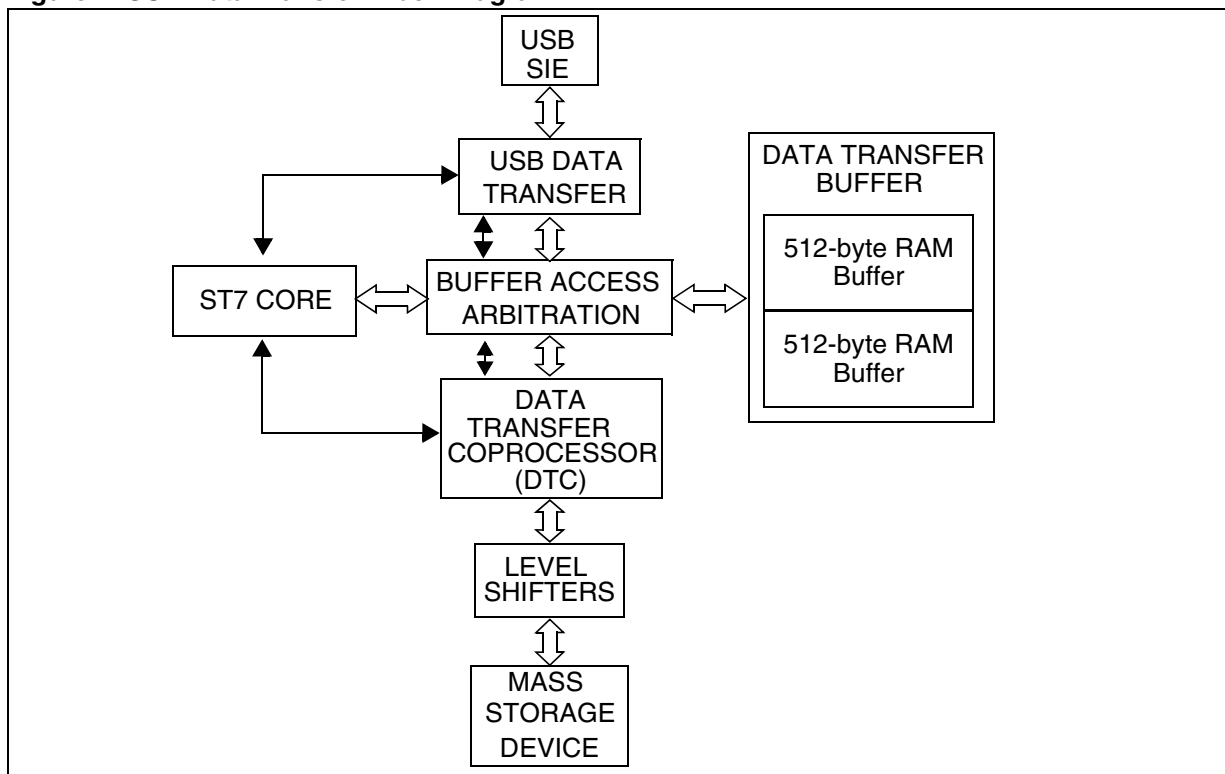 USB
SIE
USB DATA
TRANSFER
DATA TRANSFER
BUFFER
512-byte RAM
Buffer
ST7 CORE
BUFFER ACCESS
ARBITRATION
512-byte RAM
Buffer
DATA
TRANSFER
COPROCESSOR
(DTC)
LEVEL
SHIFTERS
MASS
STORAGE
DEVICE